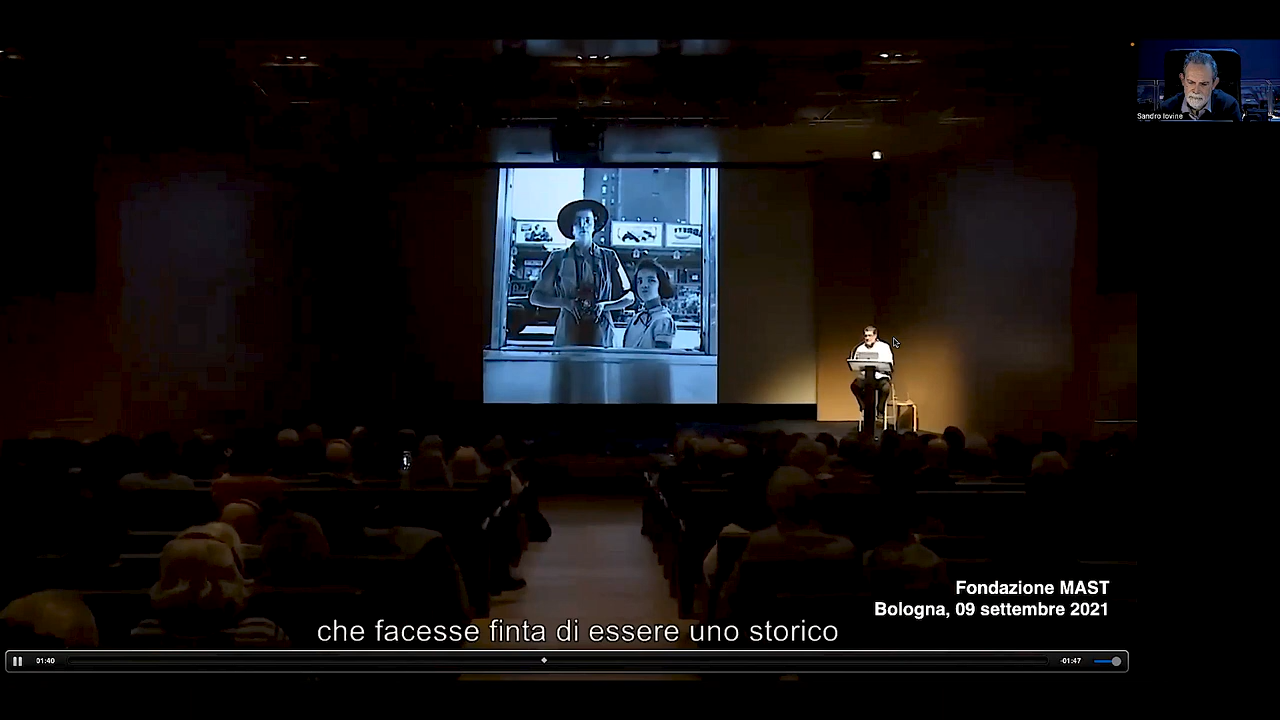 Sandro Iovine
Fondazione MAST
Bologna, 09 settembre 2021
che facesse finta di essere uno storico
01:40
-01:47